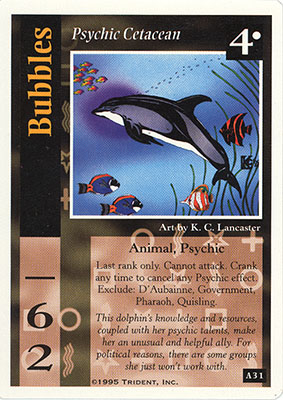 Bubbles
Psychic Cetacean
4•
Art by K. C. Lancaster
Animal, Psychic
Last rank only. Cannot attack. Crank
any time to cancel any Psychic effect.
Exclude: D'Aubainne, Government,
Pharaoh, Quisling.
This dolphin's knowledge and resources,
coupled with her psychic talents, make
her an unusual and helpful ally. For
political reasons, there are some groups
she just won't work with.
—
6
2
©1995 TRIDENT, INC.
A31